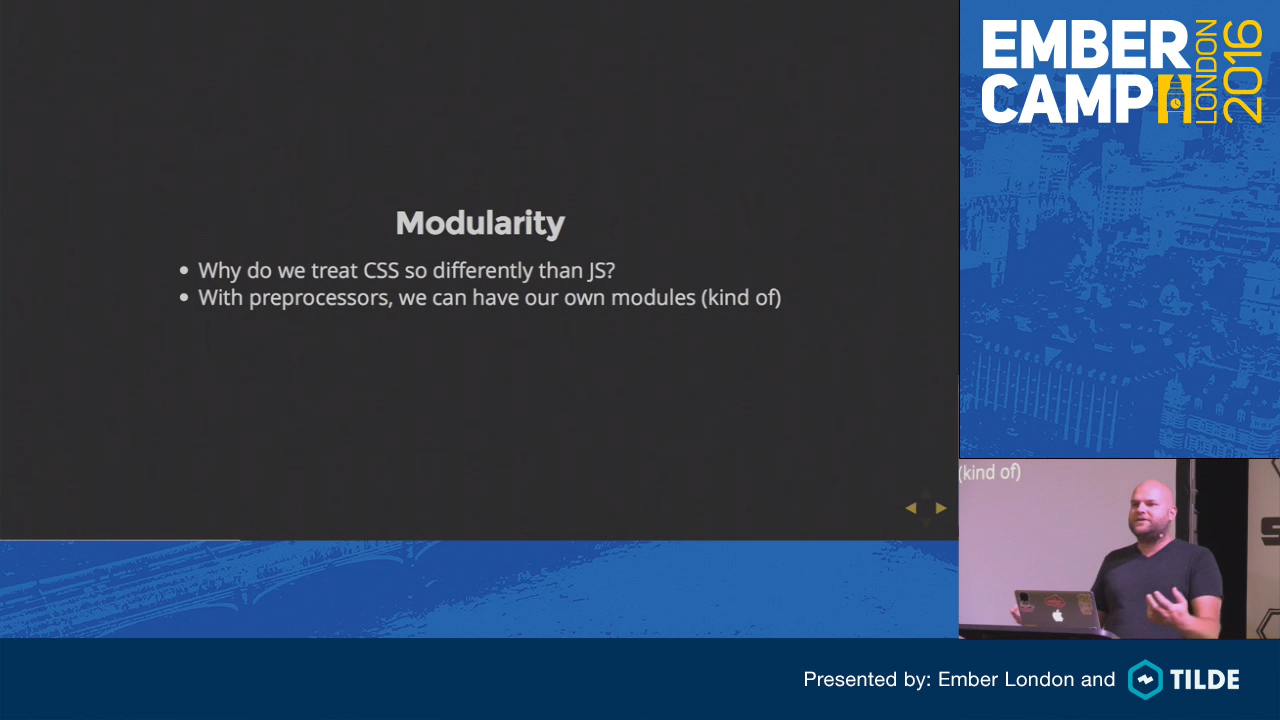 Modularity
Why do we treat CSS so differently than JS?
With preprocessors, we can have our own modules (kind of)
EMBER
CAMP
LONDON
2016
(kind of)
Presented by: Ember London and
TILDE